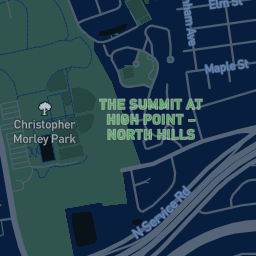 Elm St
Maple St
THE SUMMIT AT
HIGH POINT –
NORTH HILLS
Christopher
Morley Park
N Service Rd